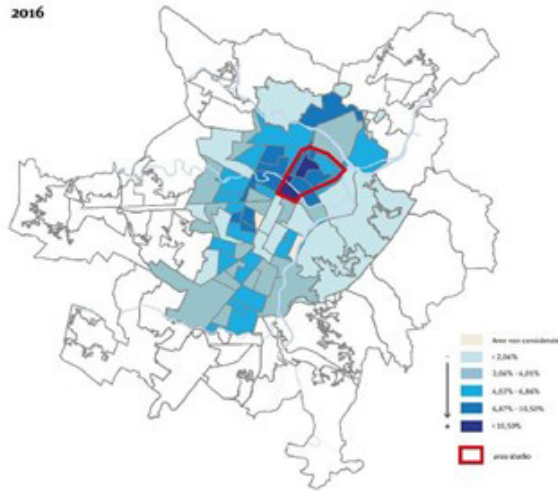 2016
Aree non considerate
< 2,06%
2,06% - 4,01%
4,07% - 6,86%
6,87% - 10,50%
> 10,50%
area studio